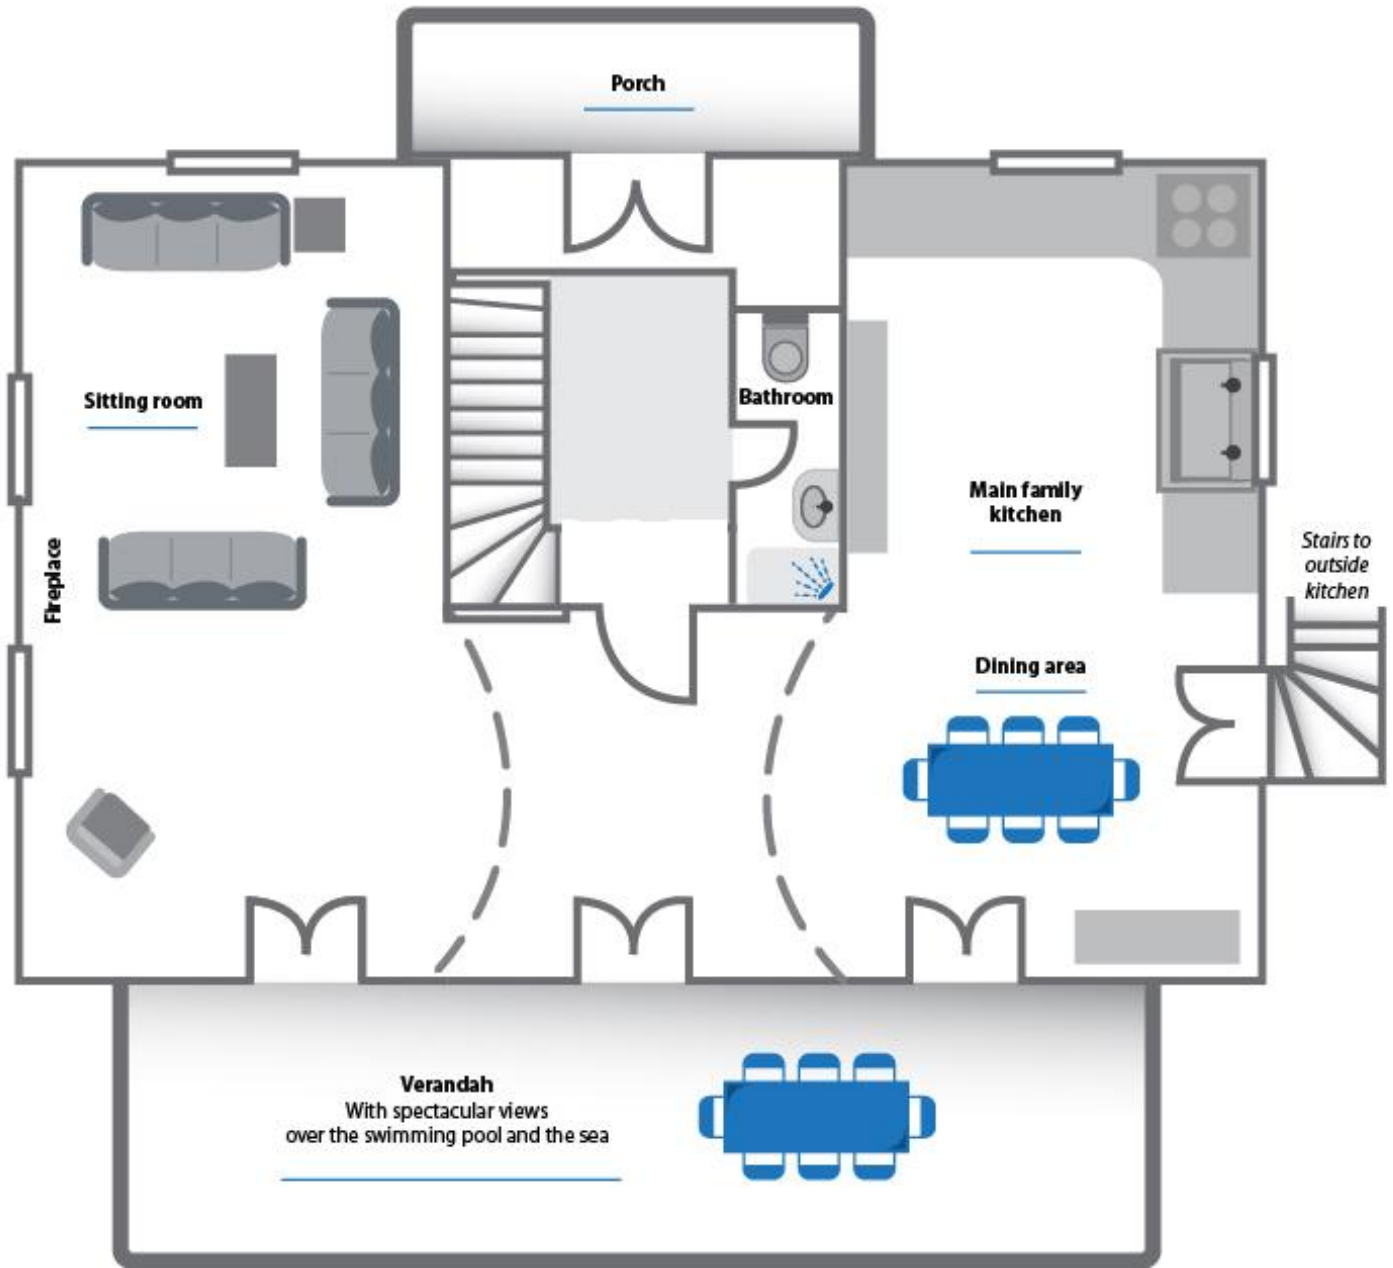 Porch
Sitting room
Bathroom
Main family
kitchen
Stairs to
outside
kitchen
Fireplace
Dining area
Verandah
With spectacular views
over the swimming pool and the sea